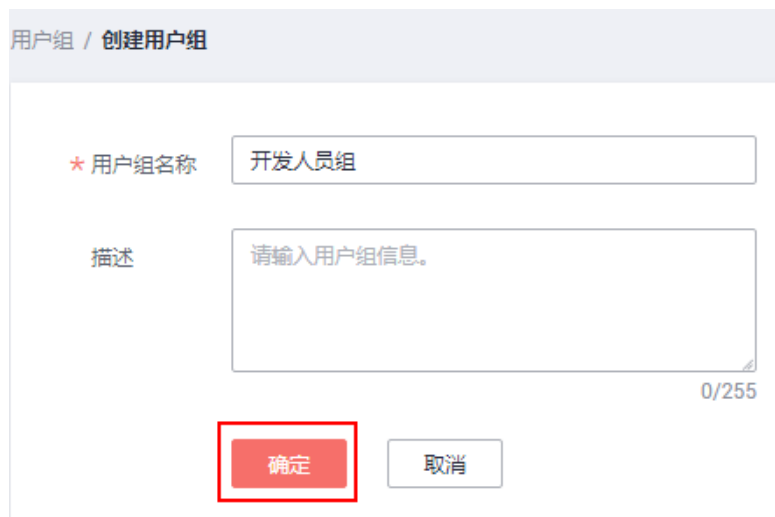 用户组 / 创建用户组
* 用户组名称 开发人员组
描述 请输入用户组信息。
0/255
确定 取消